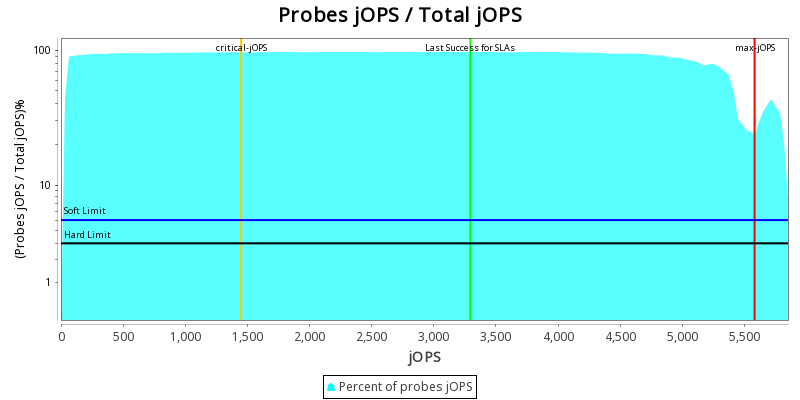 Probes jOPS / Total jOPS
(Probes jOPS / Total jOPS)%
100
10
1
critical-jOPS
Last Success for SLAs
max-jOPS
Soft Limit
Hard Limit
0 500 1,000 1,500 2,000 2,500 3,000 3,500 4,000 4,500 5,000 5,500
jOPS
Percent of probes jOPS